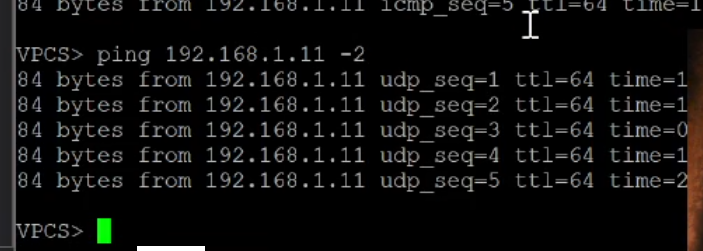 84 bytes from 192.168.1.11 icmp_seq=5 ttl=64 time=1
VPCS> ping 192.168.1.11 -2
84 bytes from 192.168.1.11 udp_seq=1 ttl=64 time=1
84 bytes from 192.168.1.11 udp_seq=2 ttl=64 time=1
84 bytes from 192.168.1.11 udp_seq=3 ttl=64 time=0
84 bytes from 192.168.1.11 udp_seq=4 ttl=64 time=1
84 bytes from 192.168.1.11 udp_seq=5 ttl=64 time=2
VPCS>